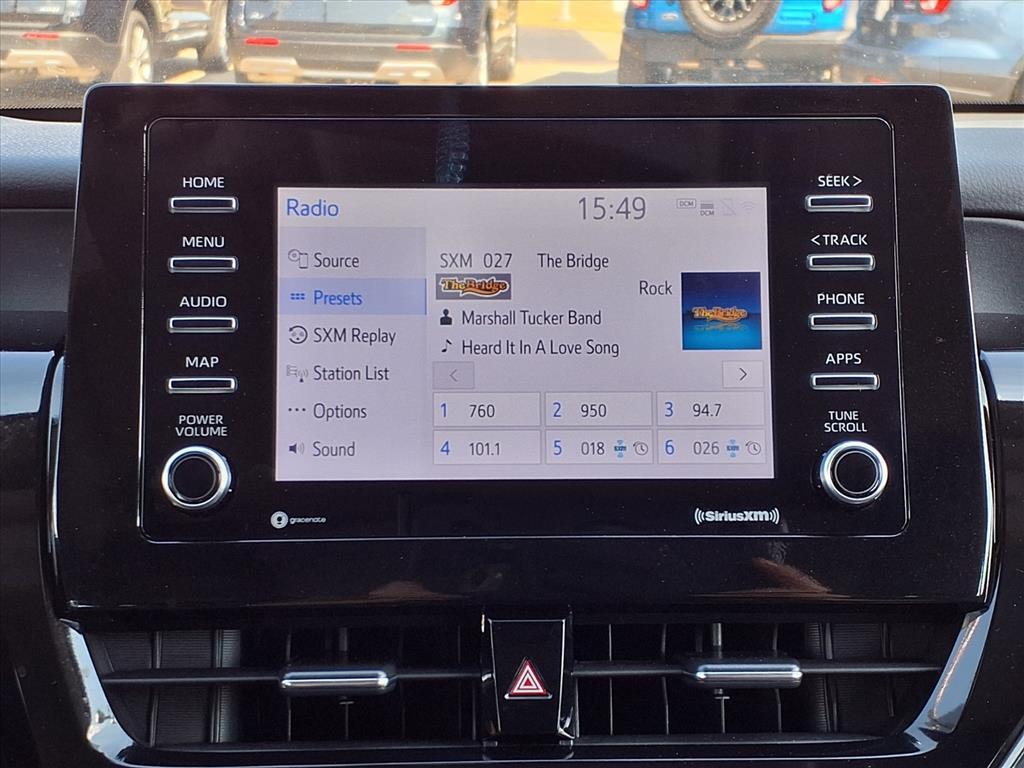 HOME
MENU
AUDIO
MAP
POWER
VOLUME
Radio
15:49
DCM
DCM
Source
Presets
SXM Replay
Station List
Options
Sound
SXM 027 The Bridge
The Bridge
Rock
The Bridge
Marshall Tucker Band
Heard It In A Love Song
<
>
1 760
2 950
3 94.7
4 101.1
5 018 SXM
6 026 SXM
SEEK >
< TRACK
PHONE
APPS
TUNE
SCROLL
gracenote
SiriusXM